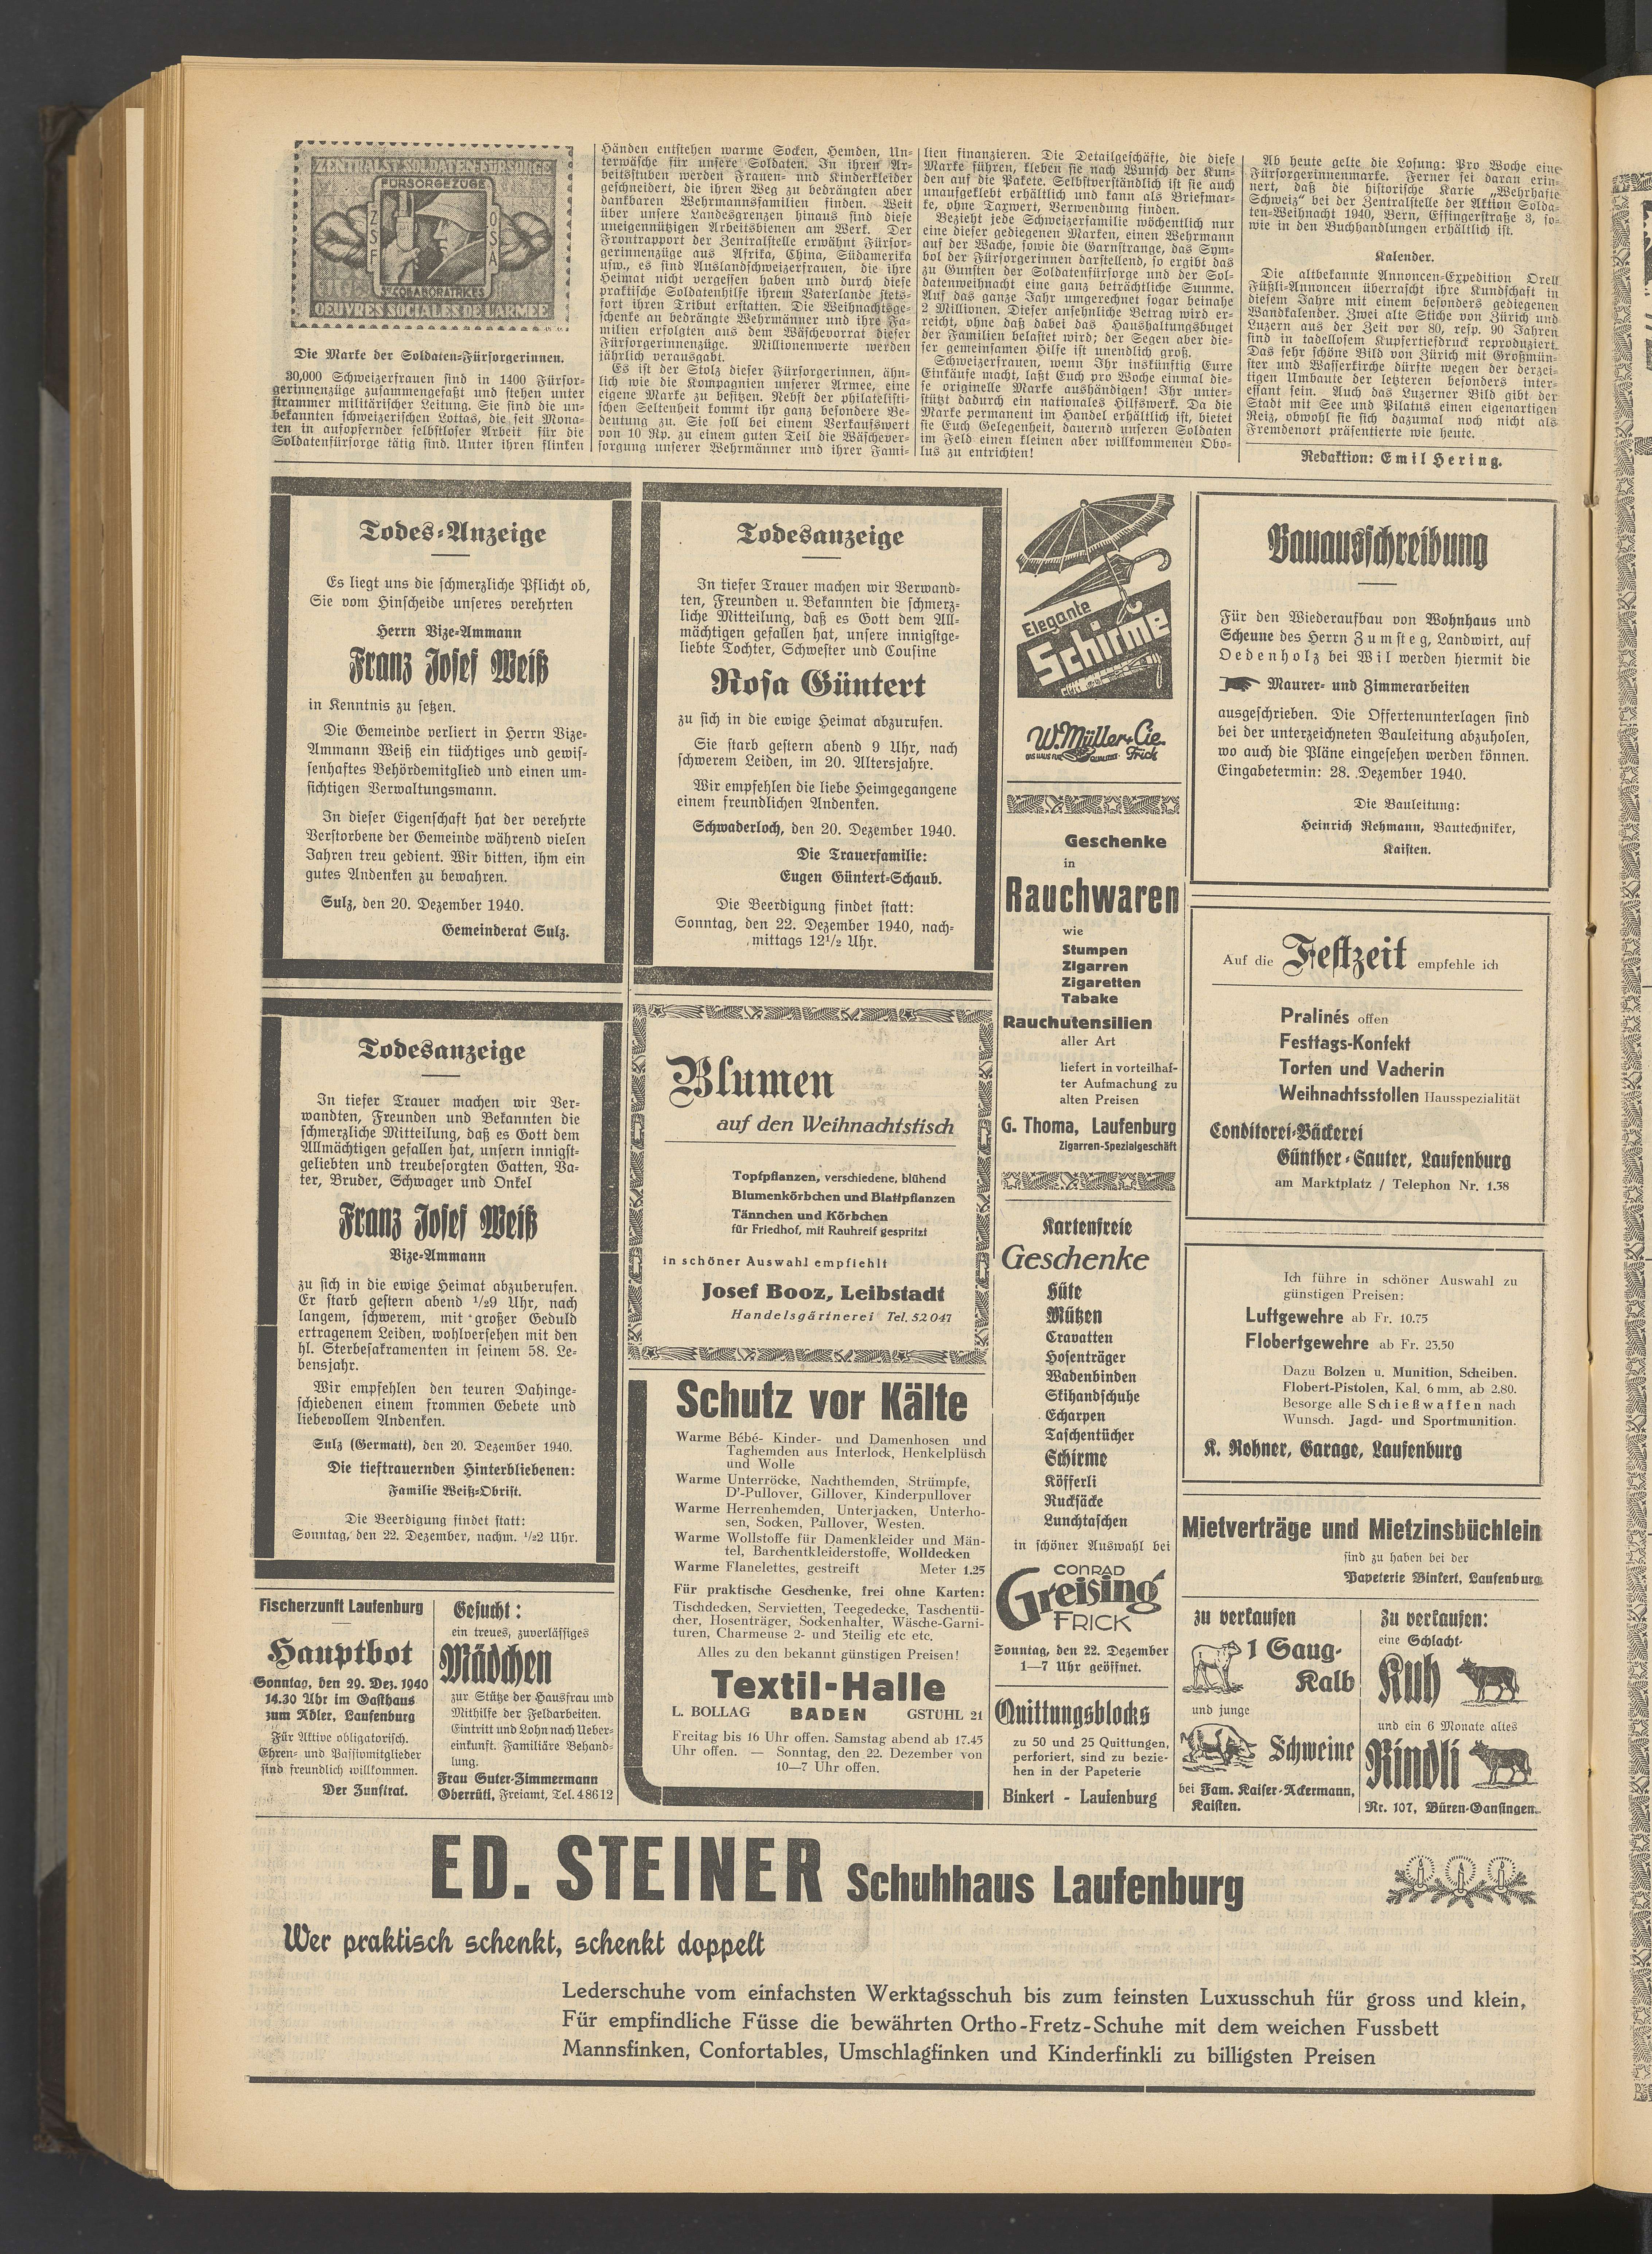 ZENTRALST. SOLDATEN-FÜRSORGE
FÜRSORGEZÜGE
ZSF
OSA
COLLABORATRICES
OEUVRES SOCIALES DE L'ARMEE
Die Marke der Soldaten-Fürsorgerinnen.
30,000 Schweizerfrauen sind in 1400 Fürsor-
gerinnenzüge zusammengefaßt und stehen unter
strammer militärischer Leitung. Sie sind die un-
bekannten schweizerischen Lottas, die seit Mona-
ten in aufopfernder selbstloser Arbeit für die
Soldatenfürsorge tätig sind. Unter ihren flinken
Händen entstehen warme Socken, Hemden, Un-
terwäsche für unsere Soldaten. In ihren Ar-
beitsstuben werden Frauen- und Kinderkleider
geschneidert, die ihren Weg zu bedrängten aber
dankbaren Wehrmannsfamilien finden. Weit
über unsere Landesgrenzen hinaus sind diese
uneigennützigen Arbeitsbienen am Werk. Der
Frontrapport der Zentralstelle erwähnt Fürsor-
gerinnenzüge aus Afrika, China, Südamerika
usw., es sind Auslandschweizerfrauen, die ihre
Heimat nicht vergessen haben und durch diese
praktische Soldatenhilfe ihrem Vaterlande stets-
fort ihren Tribut erstatten. Die Weihnachtsge-
schenke an bedrängte Wehrmänner und ihre Fa-
milien erfolgten aus dem Wäschevorrat dieser
Fürsorgerinnenzüge. Millionenwerte werden
jährlich verausgabt.
Es ist der Stolz dieser Fürsorgerinnen, ähn-
lich wie die Kompagnien unserer Armee, eine
eigene Marke zu besitzen. Nebst der philatelisti-
schen Seltenheit kommt ihr ganz besondere Be-
deutung zu. Sie soll bei einem Verkaufswert
von 10 Rp. zu einem guten Teil die Wäschever-
sorgung unserer Wehrmänner und ihrer Fami-
lien finanzieren. Die Detailgeschäfte, die diese
Marke führen, kleben sie nach Wunsch der Kun-
den auf die Pakete. Selbstverständlich ist sie auch
unaufgeklebt erhältlich und kann als Briefmar-
ke, ohne Taxwert, Verwendung finden.
Bezieht jede Schweizerfamilie wöchentlich nur
eine dieser gediegenen Marken, einen Wehrmann
auf der Wache, sowie die Garnstrange, das Sym-
bol der Fürsorgerinnen darstellend, so ergibt das
zu Gunsten der Soldatenfürsorge und der Sol-
datenweihnacht eine ganz beträchtliche Summe.
Auf das ganze Jahr umgerechnet sogar beinahe
2 Millionen. Dieser ansehnliche Betrag wird er-
reicht, ohne daß dabei das Haushaltungsbuget
der Familien belastet wird; der Segen aber die-
ser gemeinsamen Hilfe ist unendlich groß.
Schweizerfrauen, wenn Ihr inskünftig Eure
Einkäufe macht, laßt Euch pro Woche einmal die-
se originelle Marke aushändigen! Ihr unter-
stützt dadurch ein nationales Hilfswerk. Da die
Marke permanent im Handel erhältlich ist, bietet
sie Euch Gelegenheit, dauernd unseren Soldaten
im Feld einen kleinen aber willkommenen Obo-
lus zu entrichten!
Ab heute gelte die Losung: Pro Woche eine
Fürsorgerinnenmarke. Ferner sei daran erin-
nert, daß die historische Karte „Wehrhafte
Schweiz“ bei der Zentralstelle der Aktion Solda-
ten-Weihnacht 1940, Bern, Effingerstraße 3, so-
wie in den Buchhandlungen erhältlich ist.
Kalender.
Die altbekannte Annoncen-Expedition Orell
Füßli-Annoncen überrascht ihre Kundschaft in
diesem Jahre mit einem besonders gediegenen
Wandkalender. Zwei alte Stiche von Zürich und
Luzern aus der Zeit vor 80, resp. 90 Jahren
sind in tadellosem Kupfertiefdruck reproduziert.
Das sehr schöne Bild von Zürich mit Großmün-
ster und Wasserkirche dürfte wegen der derzei-
tigen Umbaute der letzteren besonders inter-
essant sein. Auch das Luzerner Bild gibt der
Stadt mit See und Pilatus einen eigenartigen
Reiz, obwohl sie sich dazumal noch nicht als
Fremdenort präsentierte wie heute.
Redaktion: Emil Hering.
Todes-Anzeige
Es liegt uns die schmerzliche Pflicht ob,
Sie vom Hinscheide unseres verehrten
Herrn Vize-Ammann
Franz Josef Weiß
in Kenntnis zu setzen.
Die Gemeinde verliert in Herrn Vize-
Ammann Weiß ein tüchtiges und gewis-
senhaftes Behördemitglied und einen um-
sichtigen Verwaltungsmann.
In dieser Eigenschaft hat der verehrte
Verstorbene der Gemeinde während vielen
Jahren treu gedient. Wir bitten, ihm ein
gutes Andenken zu bewahren.
Sulz, den 20. Dezember 1940.
Gemeinderat Sulz.
Todesanzeige
In tiefer Trauer machen wir Ver-
wandten, Freunden und Bekannten die
schmerzliche Mitteilung, daß es Gott dem
Allmächtigen gefallen hat, unsern innigst-
geliebten und treubesorgten Gatten, Va-
ter, Bruder, Schwager und Onkel
Franz Josef Weiß
Vize-Ammann
zu sich in die ewige Heimat abzuberufen.
Er starb gestern abend ½9 Uhr, nach
langem, schwerem, mit großer Geduld
ertragenem Leiden, wohlversehen mit den
hl. Sterbesakramenten in seinem 58. Le-
bensjahr.
Wir empfehlen den teuren Dahinge-
schiedenen einem frommen Gebete und
liebevollem Andenken.
Sulz (Germatt), den 20. Dezember 1940.
Die tieftrauernden Hinterbliebenen:
Familie Weiß-Obrist.
Die Beerdigung findet statt:
Sonntag, den 22. Dezember, nachm. ½2 Uhr.
Fischerzunft Laufenburg
Hauptbot
Sonntag, den 29. Dez. 1940
14.30 Uhr im Gasthaus
zum Adler, Laufenburg
Für Aktive obligatorisch.
Ehren- und Passivmitglieder
sind freundlich willkommen.
Der Zunftrat.
Gesucht:
ein treues, zuverlässiges
Mädchen
zur Stütze der Hausfrau und
Mithilfe der Feldarbeiten.
Eintritt und Lohn nach Ueber-
einkunft. Familiäre Behand-
lung.
Frau Suter-Zimmermann
Oberrüti, Freiamt, Tel. 48612
Todesanzeige
In tiefer Trauer machen wir Verwand-
ten, Freunden u. Bekannten die schmerz-
liche Mitteilung, daß es Gott dem All-
mächtigen gefallen hat, unsere innigstge-
liebte Tochter, Schwester und Cousine
Rosa Güntert
zu sich in die ewige Heimat abzurufen.
Sie starb gestern abend 9 Uhr, nach
schwerem Leiden, im 20. Altersjahre.
Wir empfehlen die liebe Heimgegangene
einem freundlichen Andenken.
Schwaderloch, den 20. Dezember 1940.
Die Trauerfamilie:
Eugen Güntert-Schaub.
Die Beerdigung findet statt:
Sonntag, den 22. Dezember 1940, nach-
mittags 12½ Uhr.
Blumen
auf den Weihnachtstisch
Topfpflanzen, verschiedene, blühend
Blumenkörbchen und Blattpflanzen
Tännchen und Körbchen
für Friedhof, mit Rauhreif gespritzt
in schöner Auswahl empfiehlt
Josef Booz, Leibstadt
Handelsgärtnerei Tel. 52047
Schutz vor Kälte
Warme Bébé- Kinder- und Damenhosen und
Taghemden aus Interlock, Henkelplüsch
und Wolle
Warme Unterröcke, Nachthemden, Strümpfe,
D'-Pullover, Gillover, Kinderpullover
Warme Herrenhemden, Unterjacken, Unterho-
sen, Socken, Pullover, Westen.
Warme Wollstoffe für Damenkleider und Män-
tel, Barchentkleiderstoffe, Wolldecken
Warme Flanelettes, gestreift Meter 1.25
Für praktische Geschenke, frei ohne Karten:
Tischdecken, Servietten, Teegedecke, Taschentü-
cher, Hosenträger, Sockenhalter, Wäsche-Garni-
turen, Charmeuse 2- und 3teilig etc etc.
Alles zu den bekannt günstigen Preisen!
Textil-Halle
L. BOLLAG BADEN GSTUHL 21
Freitag bis 16 Uhr offen. Samstag abend ab 17.45
Uhr offen. — Sonntag, den 22. Dezember von
10—7 Uhr offen.
Elegante
Schirme
W. Müller + Cie.
DAS HAUS FÜR QUALITÄT Frick
Geschenke
in
Rauchwaren
wie
Stumpen
Zigarren
Zigaretten
Tabake
Rauchutensilien
aller Art
liefert in vorteilhaf-
ter Aufmachung zu
alten Preisen
G. Thoma, Laufenburg
Zigarren-Spezialgeschäft
Kartenfreie
Geschenke
Hüte
Mützen
Cravatten
Hosenträger
Wadenbinden
Skihandschuhe
Echarpen
Taschentücher
Schirme
Köfferli
Rucksäcke
Lunchtaschen
in schöner Auswahl bei
CONRAD
Greising
FRICK
Sonntag, den 22. Dezember
1—7 Uhr geöffnet.
Quittungsblocks
zu 50 und 25 Quittungen,
perforiert, sind zu bezie-
hen in der Papeterie
Binkert - Laufenburg
Bauausschreibung
Für den Wiederaufbau von Wohnhaus und
Scheune des Herrn Zumsteg, Landwirt, auf
Oedenholz bei Wil werden hiermit die
Maurer- und Zimmerarbeiten
ausgeschrieben. Die Offertenunterlagen sind
bei der unterzeichneten Bauleitung abzuholen,
wo auch die Pläne eingesehen werden können.
Eingabetermin: 28. Dezember 1940.
Die Bauleitung:
Heinrich Rehmann, Bautechniker,
Kaisten.
Auf die Festzeit empfehle ich
Pralinés offen
Festtags-Konfekt
Torten und Vacherin
Weihnachtsstollen Hausspezialität
Conditorei-Bäckerei
Günther-Sauter, Laufenburg
am Marktplatz / Telephon Nr. 1.38
Ich führe in schöner Auswahl zu
günstigen Preisen:
Luftgewehre ab Fr. 10.75
Flobertgewehre ab Fr. 23.50
Dazu Bolzen u. Munition, Scheiben.
Flobert-Pistolen, Kal. 6 mm, ab 2.80.
Besorge alle Schießwaffen nach
Wunsch. Jagd- und Sportmunition.
K. Rohner, Garage, Laufenburg
Mietverträge und Mietzinsbüchlein
sind zu haben bei der
Papeterie Binkert, Laufenburg
zu verkaufen
1 Saug-
Kalb
und junge
Schweine
bei Fam. Kaiser-Ackermann,
Kaisten.
Zu verkaufen:
eine Schlacht-
Kuh
und ein 6 Monate altes
Rindli
Nr. 107, Büren-Gansingen.
ED. STEINER Schuhhaus Laufenburg
Wer praktisch schenkt, schenkt doppelt
Lederschuhe vom einfachsten Werktagsschuh bis zum feinsten Luxusschuh für gross und klein,
Für empfindliche Füsse die bewährten Ortho-Fretz-Schuhe mit dem weichen Fussbett
Mannsfinken, Confortables, Umschlagfinken und Kinderfinkli zu billigsten Preisen